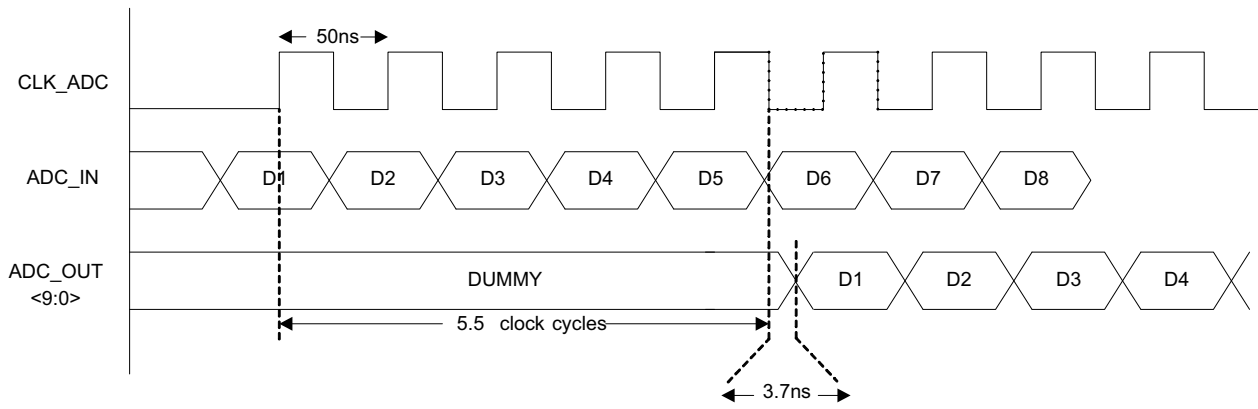 50ns
CLK_ADC
ADC_IN
D1 D2 D3 D4 D5 D6 D7 D8
ADC_OUT
<9:0>
DUMMY D1 D2 D3 D4
5.5 clock cycles
3.7ns